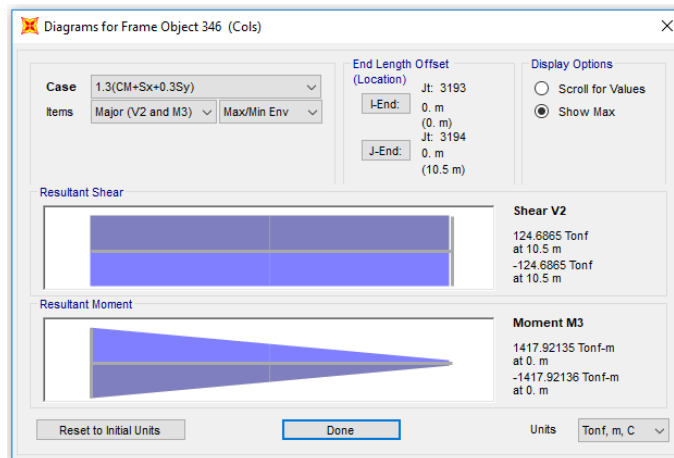 Diagrams for Frame Object 346 (Cols)
Case
1.3(CM+Sx+0.3Sy)
Items
Major (V2 and M3)
Max/Min Env
End Length Offset
(Location)
I-End:
Jt: 3193
0. m
(0. m)
J-End:
Jt: 3194
0. m
(10.5 m)
Display Options
Scroll for Values
Show Max
Resultant Shear
Shear V2
124.6865 Tonf
at 10.5 m
-124.6865 Tonf
at 10.5 m
Resultant Moment
Moment M3
1417.92135 Tonf-m
at 0. m
-1417.92136 Tonf-m
at 0. m
Reset to Initial Units
Done
Units
Tonf, m, C